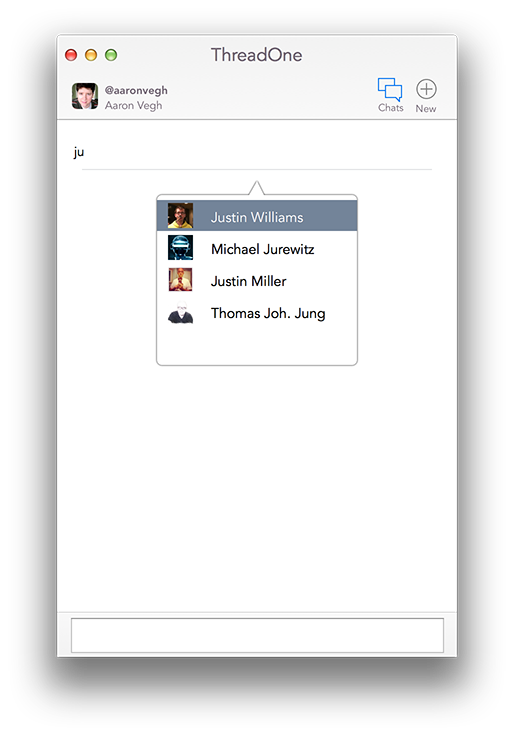 ThreadOne
@aaronvegh
Aaron Vegh
Chats
New
ju
Justin Williams
Michael Jurewitz
Justin Miller
Thomas Joh. Jung